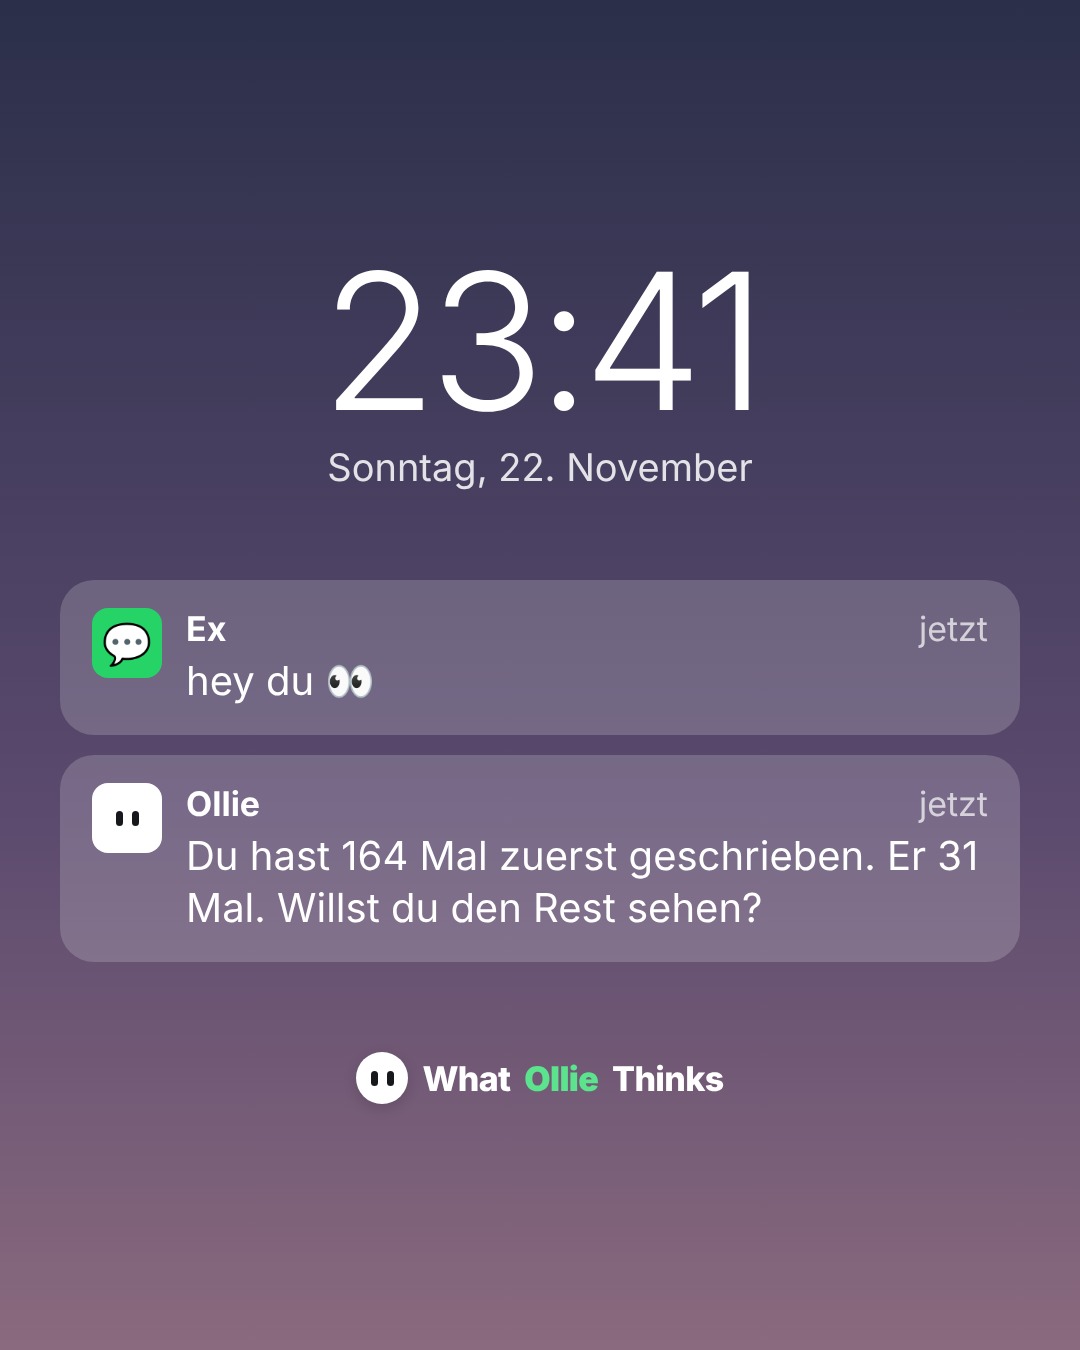 23:41
Sonntag, 22. November
Ex jetzt
hey du 👀
Ollie jetzt
Du hast 164 Mal zuerst geschrieben. Er 31
Mal. Willst du den Rest sehen?
What Ollie Thinks